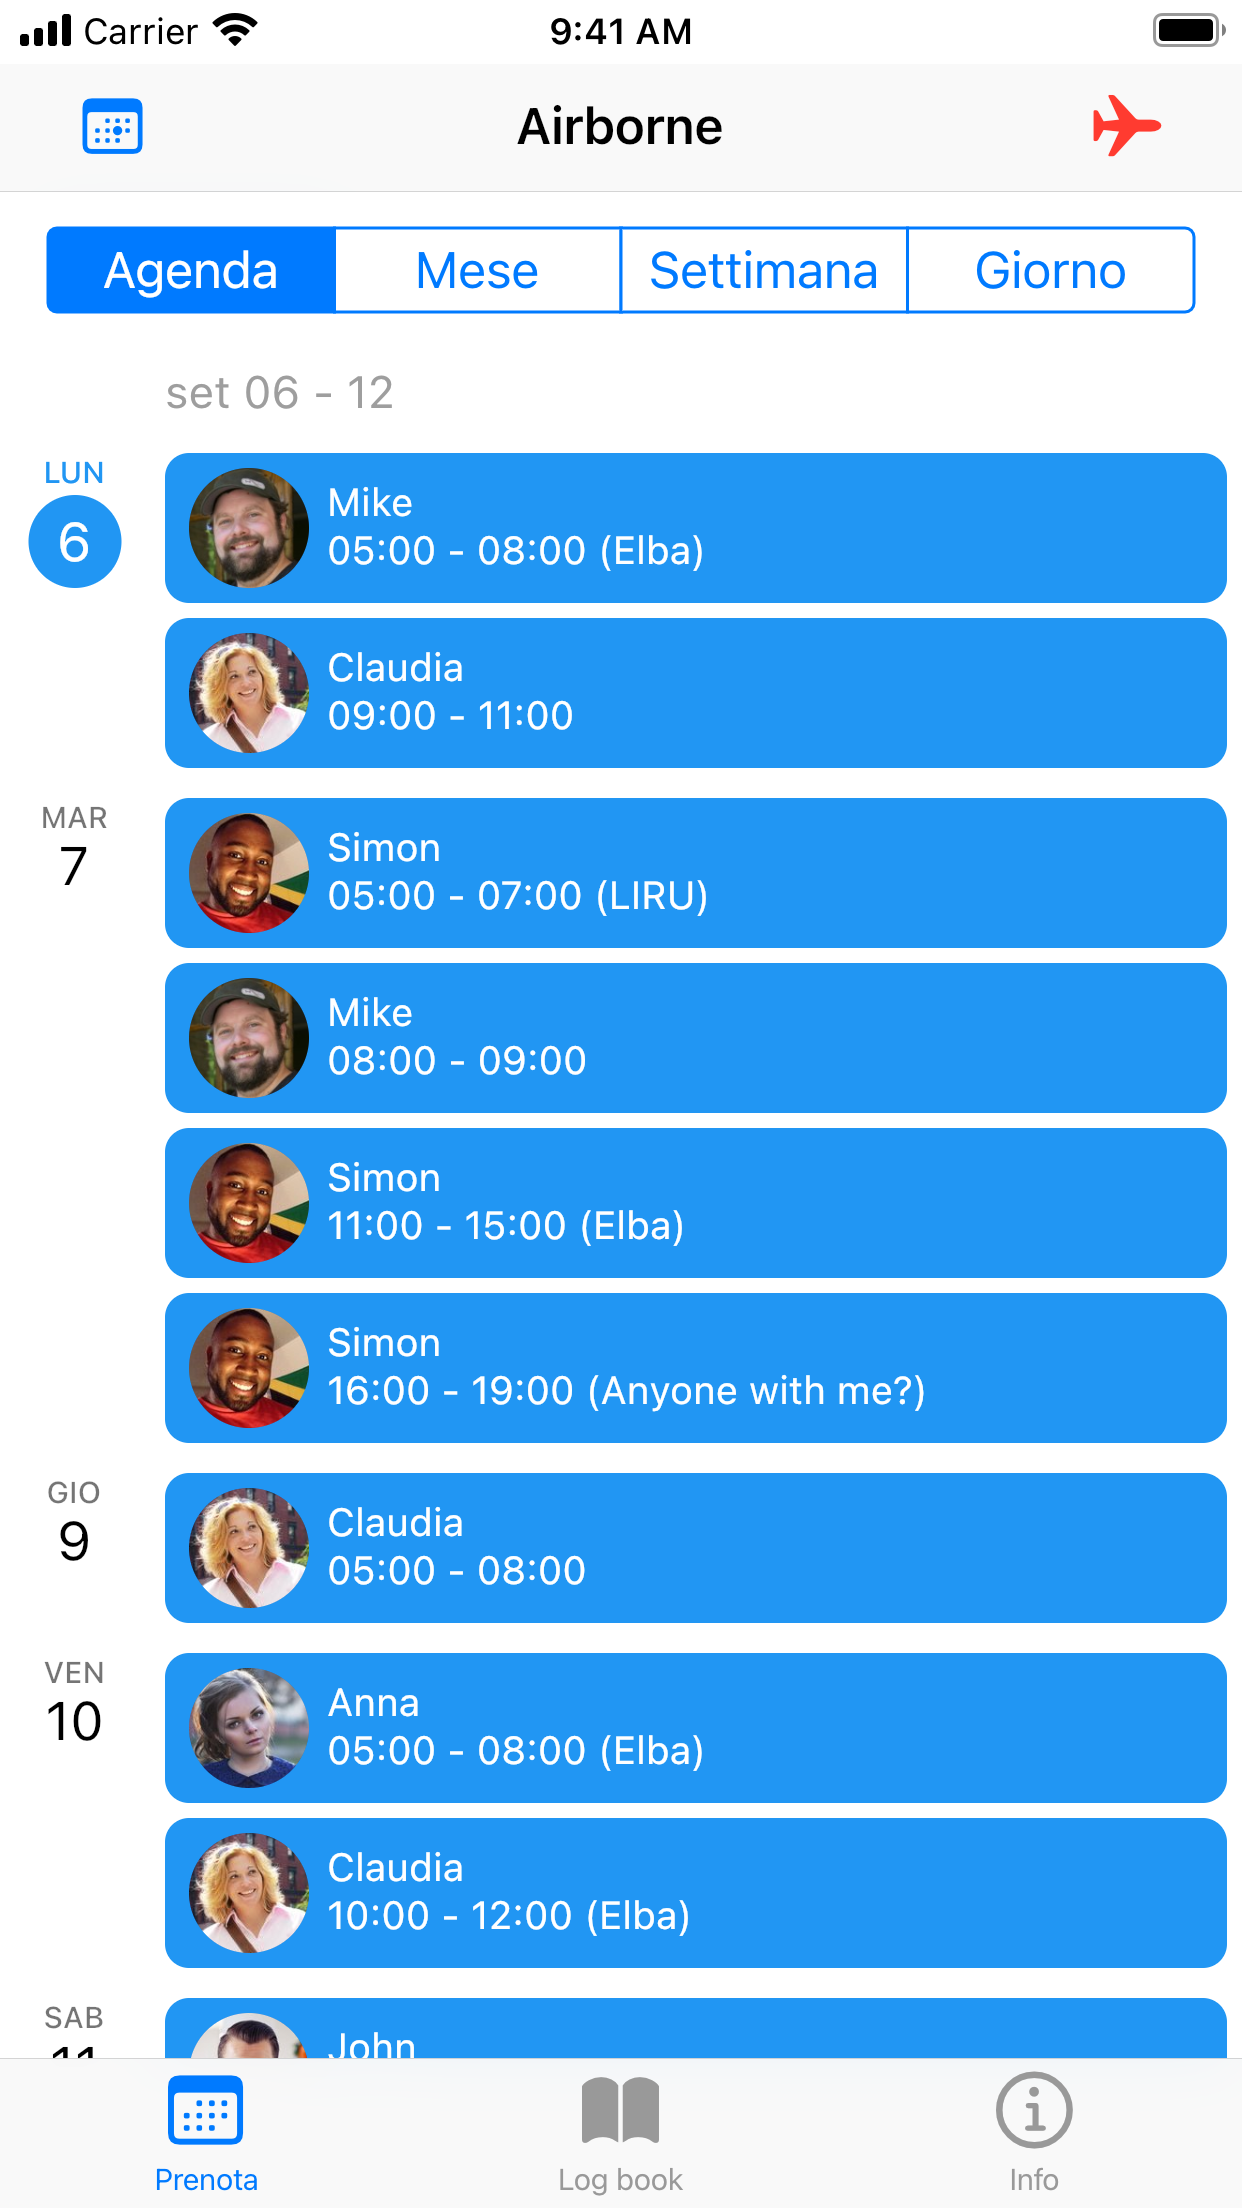 Carrier 9:41 AM
Airborne
Agenda Mese Settimana Giorno
set 06 - 12
LUN
6
Mike
05:00 - 08:00 (Elba)
Claudia
09:00 - 11:00
MAR
7
Simon
05:00 - 07:00 (LIRU)
Mike
08:00 - 09:00
Simon
11:00 - 15:00 (Elba)
Simon
16:00 - 19:00 (Anyone with me?)
GIO
9
Claudia
05:00 - 08:00
VEN
10
Anna
05:00 - 08:00 (Elba)
Claudia
10:00 - 12:00 (Elba)
SAB
11
John
Prenota Log book Info